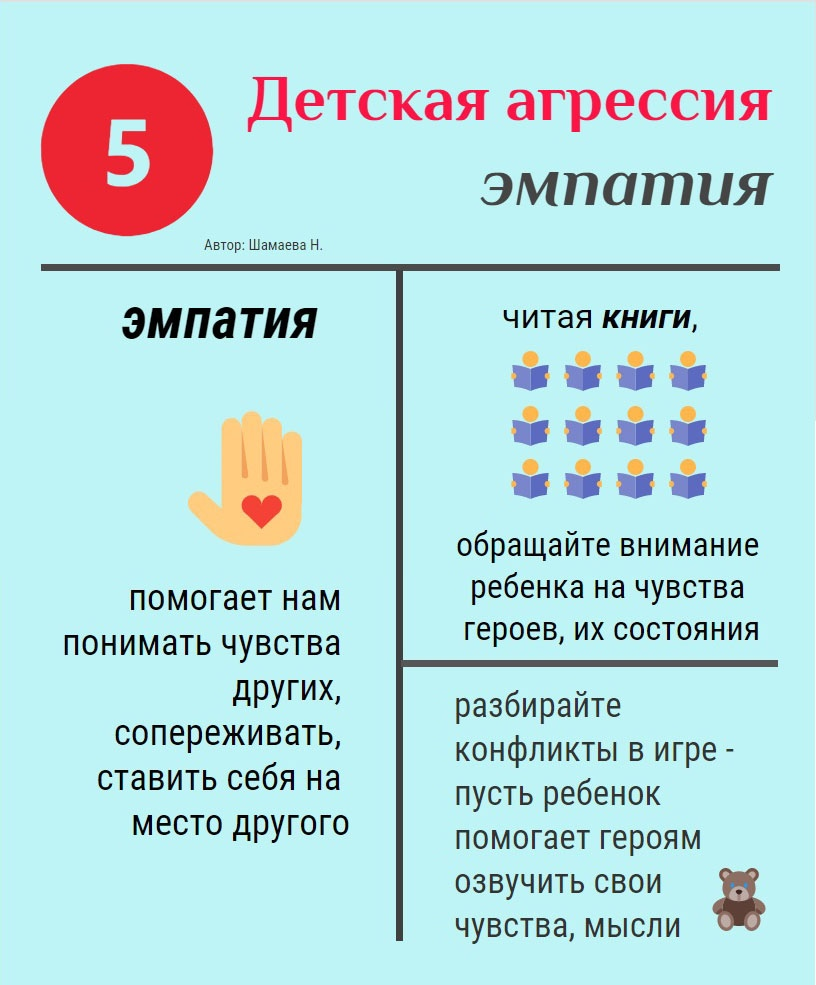 5
Детская агрессия
эмпатия
Автор: Шамаева Н.
эмпатия
помогает нам
понимать чувства
других,
сопереживать,
ставить себя на
место другого
читая книги,
обращайте внимание
ребенка на чувства
героев, их состояния
разбирайте
конфликты в игре -
пусть ребенок
помогает героям
озвучить свои
чувства, мысли